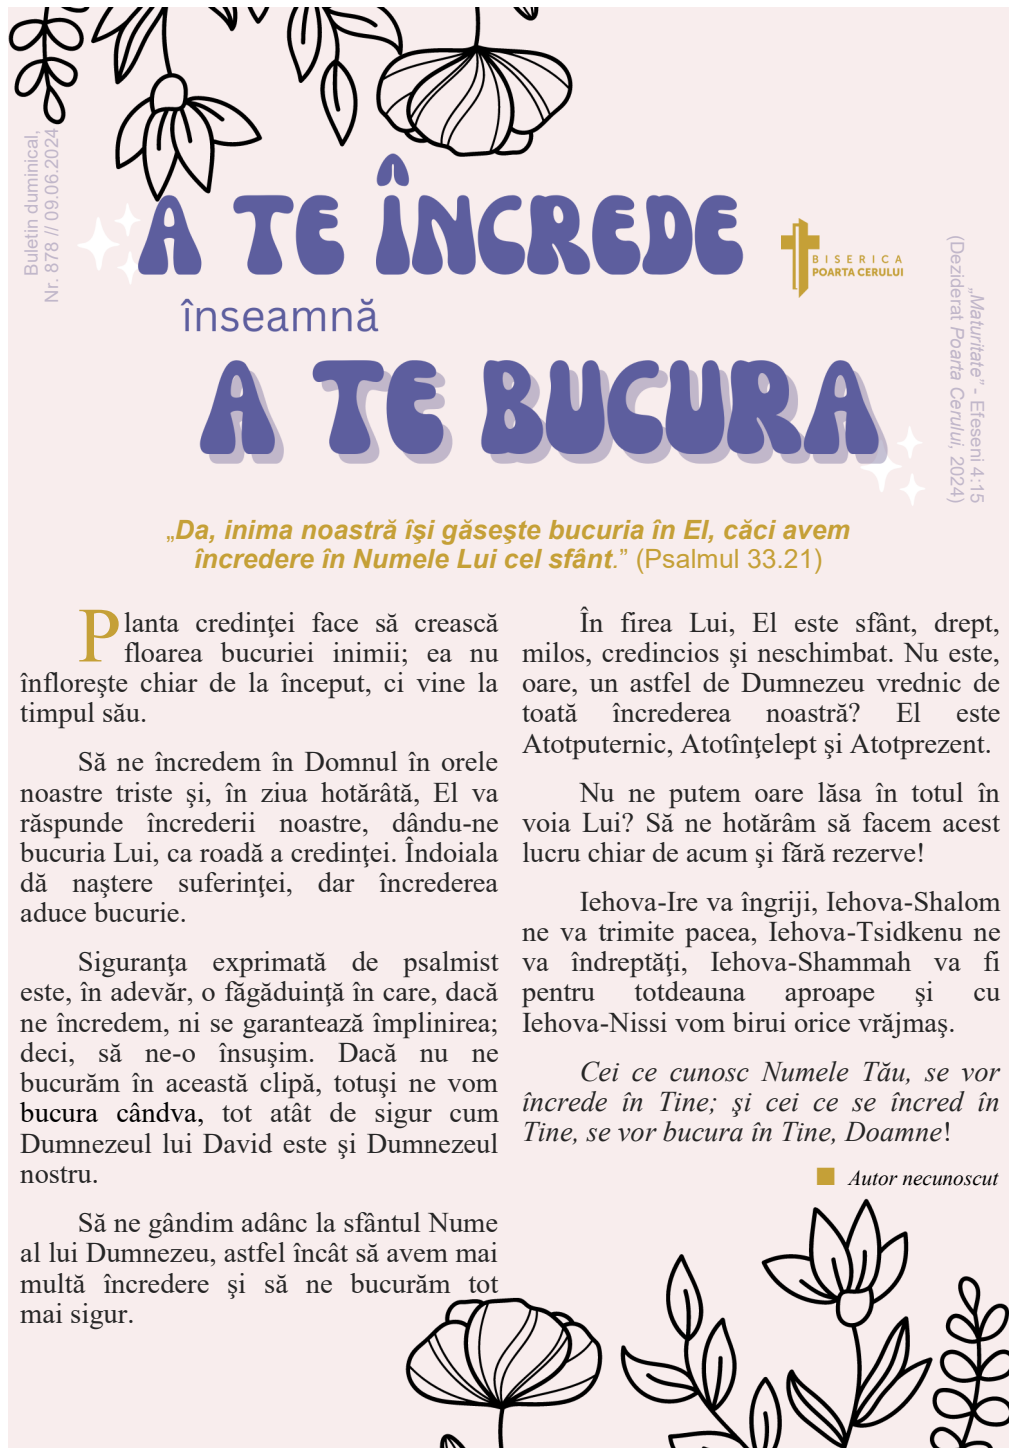 Buletin duminical,
Nr. 878 // 09.06.2024
A TE ÎNCREDE
înseamnă
A TE BUCURA
BISERICA
POARTA CERULUI
„Maturitate” - Efeseni 4:15
(Deziderat Poarta Cerului, 2024)
„Da, inima noastră îşi găseşte bucuria în El, căci avem
încredere în Numele Lui cel sfânt.” (Psalmul 33.21)
Planta credinţei face să crească
floarea bucuriei inimii; ea nu
înfloreşte chiar de la început, ci vine la
timpul său.
Să ne încredem în Domnul în orele
noastre triste şi, în ziua hotărâtă, El va
răspunde încrederii noastre, dându-ne
bucuria Lui, ca roadă a credinţei. Îndoiala
dă naştere suferinţei, dar încrederea
aduce bucurie.
Siguranţa exprimată de psalmist
este, în adevăr, o făgăduinţă în care, dacă
ne încredem, ni se garantează împlinirea;
deci, să ne-o însuşim. Dacă nu ne
bucurăm în această clipă, totuşi ne vom
bucura cândva, tot atât de sigur cum
Dumnezeul lui David este şi Dumnezeul
nostru.
Să ne gândim adânc la sfântul Nume
al lui Dumnezeu, astfel încât să avem mai
multă încredere şi să ne bucurăm tot
mai sigur.
În firea Lui, El este sfânt, drept,
milos, credincios şi neschimbat. Nu este,
oare, un astfel de Dumnezeu vrednic de
toată încrederea noastră? El este
Atotputernic, Atotînţelept şi Atotprezent.
Nu ne putem oare lăsa în totul în
voia Lui? Să ne hotărâm să facem acest
lucru chiar de acum şi fără rezerve!
Iehova-Ire va îngriji, Iehova-Shalom
ne va trimite pacea, Iehova-Tsidkenu ne
va îndreptăţi, Iehova-Shammah va fi
pentru totdeauna aproape şi cu
Iehova-Nissi vom birui orice vrăjmaş.
Cei ce cunosc Numele Tău, se vor
încrede în Tine; şi cei ce se încred în
Tine, se vor bucura în Tine, Doamne!
■ Autor necunoscut